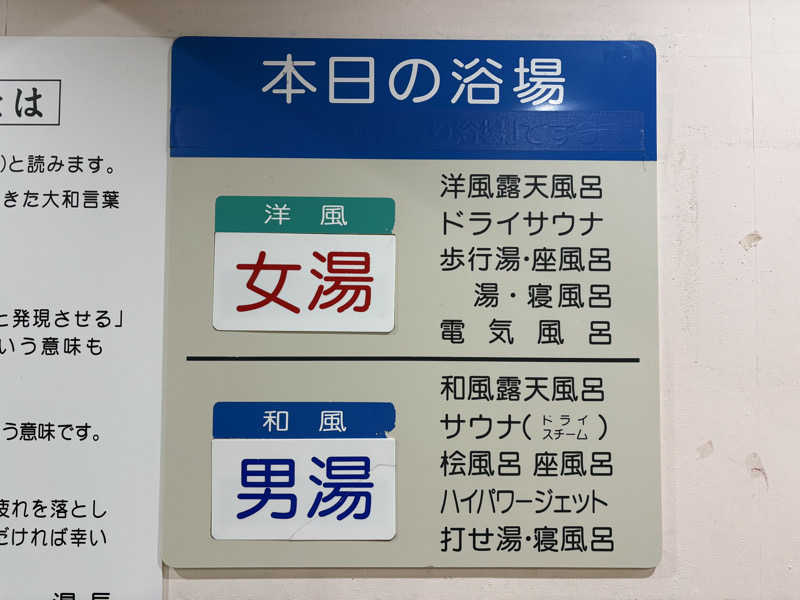 とは
)と読みます。
きた大和言葉
と発現させる」
いう意味も
う意味です。
疲れを落とし
だければ幸い
湯 長
本日の浴場
洋 風
女湯
洋風露天風呂
ドライサウナ
歩行湯・座風呂
湯・寝風呂
電 気 風 呂
和 風
男湯
和風露天風呂
サウナ(ドライ スチーム)
桧風呂 座風呂
ハイパワージェット
打せ湯・寝風呂